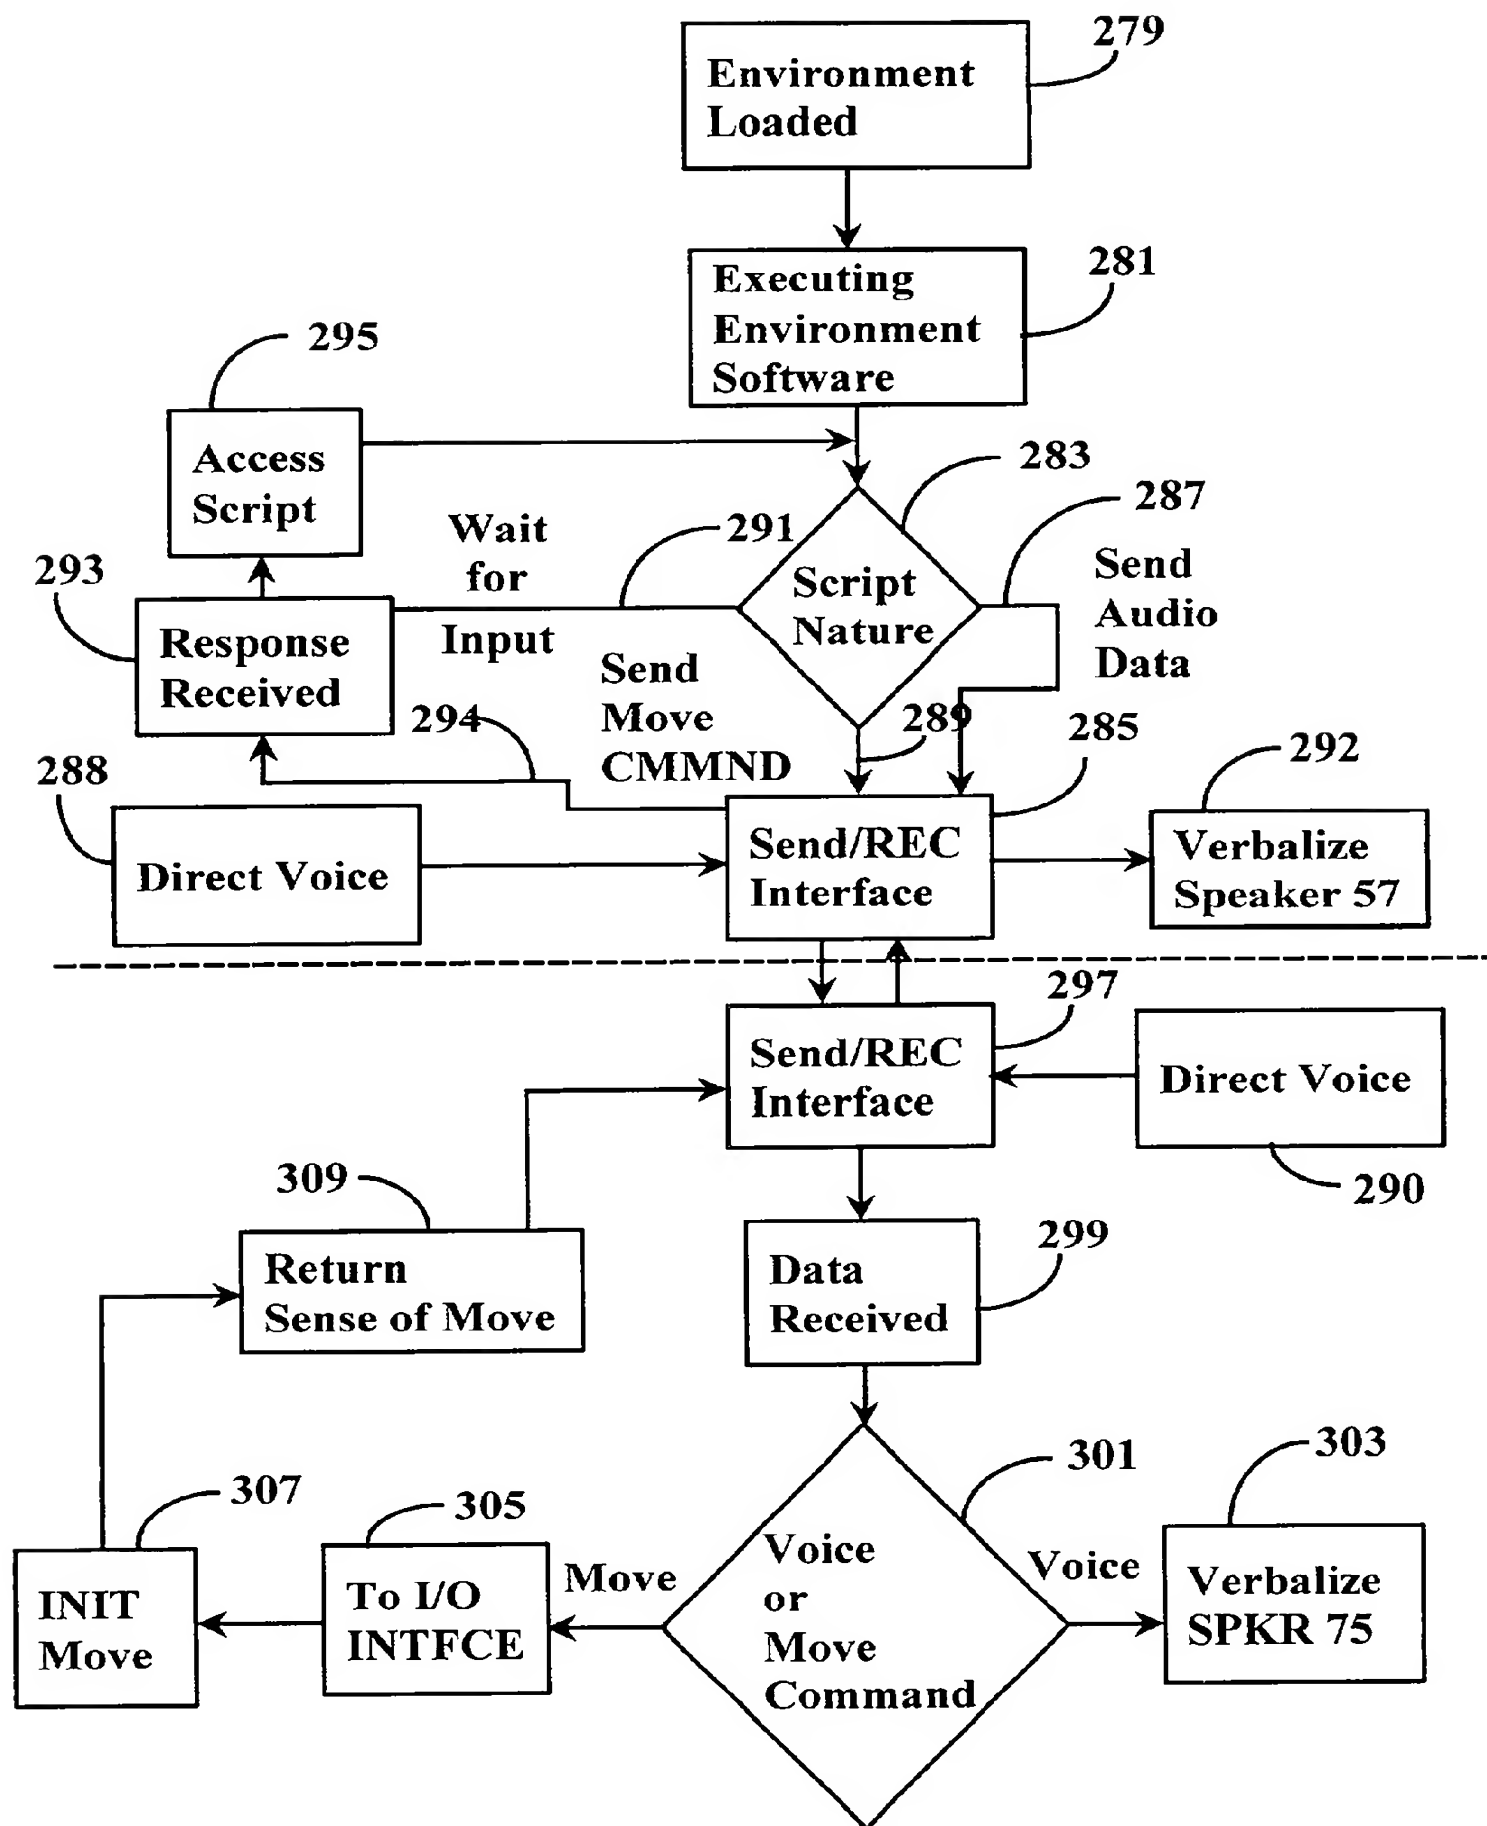 279
Environment
Loaded
281
Executing
Environment
Software
295
Access
Script
283
287
291
Wait
for
Input
Script
Nature
Send
Audio
Data
293
Response
Received
Send
Move
CMMND
294
289
285
292
288
Direct Voice
Send/REC
Interface
Verbalize
Speaker 57
297
Send/REC
Interface
Direct Voice
290
309
Return
Sense of Move
299
Data
Received
301
303
307
305
Voice
or
Move
Command
Move
Voice
INIT
Move
To I/O
INTFCE
Verbalize
SPKR 75